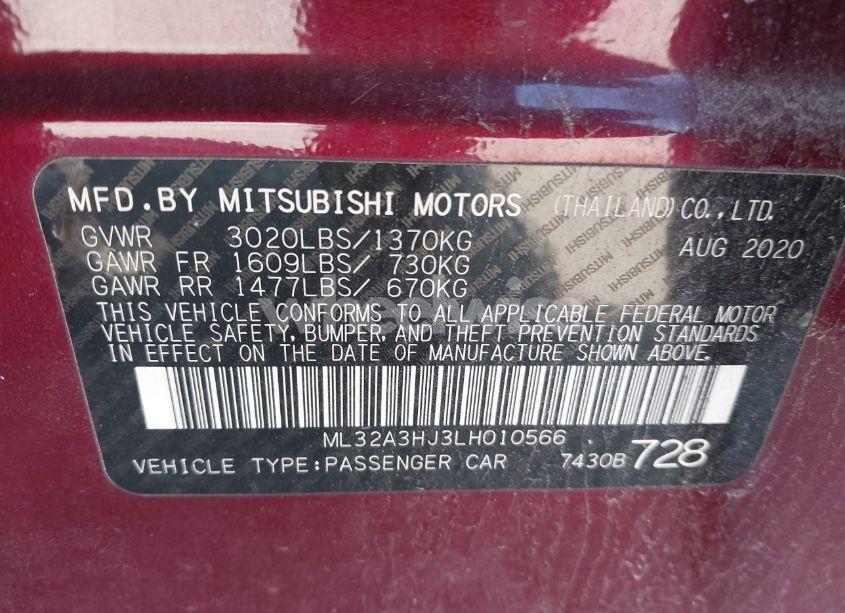 MFD.BY MITSUBISHI MOTORS (THAILAND) CO.,LTD.
GVWR 3020LBS/1370KG AUG 2020
GAWR FR 1609LBS/ 730KG
GAWR RR 1477LBS/ 670KG
THIS VEHICLE CONFORMS TO ALL APPLICABLE FEDERAL MOTOR
VEHICLE SAFETY, BUMPER, AND THEFT PREVENTION STANDARDS
IN EFFECT ON THE DATE OF MANUFACTURE SHOWN ABOVE.
ML32A3HJ3LH010566
VEHICLE TYPE:PASSENGER CAR 7430B 728